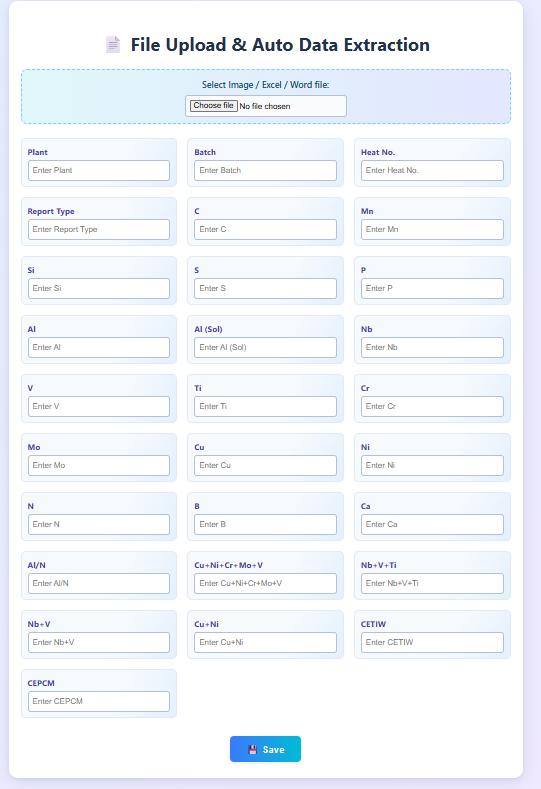 File Upload & Auto Data Extraction
Select Image / Excel / Word file:
Choose file No file chosen
Plant Batch Heat No.
Enter Plant Enter Batch Enter Heat No.
Report Type C Mn
Enter Report Type Enter C Enter Mn
Si S P
Enter Si Enter S Enter P
Al Al (Sol) Nb
Enter Al Enter Al (Sol) Enter Nb
V Ti Cr
Enter V Enter Ti Enter Cr
Mo Cu Ni
Enter Mo Enter Cu Enter Ni
N B Ca
Enter N Enter B Enter Ca
Al/N Cu+Ni+Cr+Mo+V Nb+V+Ti
Enter Al/N Enter Cu+Ni+Cr+Mo+V Enter Nb+V+Ti
Nb+V Cu+Ni CETIW
Enter Nb+V Enter Cu+Ni Enter CETIW
CEPCM
Enter CEPCM
Save